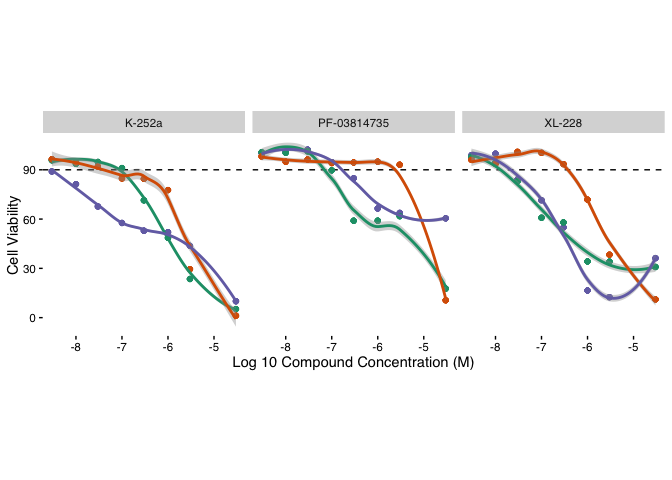 K-252a PF-03814735 XL-228
90
60
30
0
Cell Viability
-8 -7 -6 -5 -8 -7 -6 -5 -8 -7 -6 -5
Log 10 Compound Concentration (M)